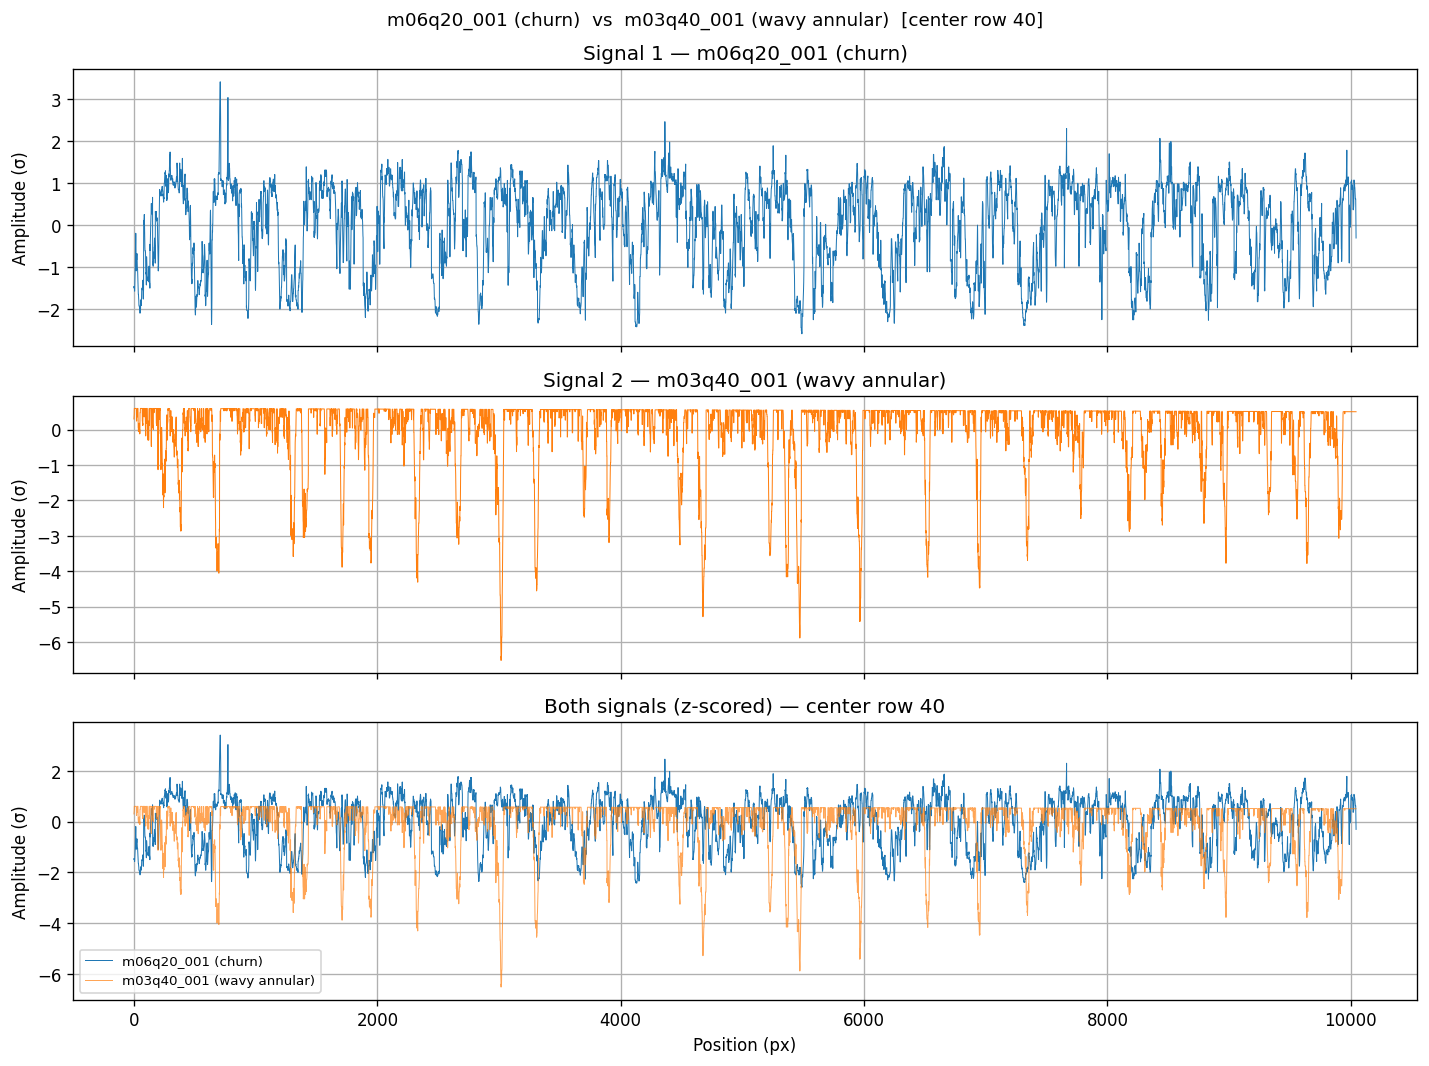 m06q20_001 (churn)  vs  m03q40_001 (wavy annular)  [center row 40]
Signal 1 — m06q20_001 (churn)
Amplitude (σ)
3
2
1
0
−1
−2
Signal 2 — m03q40_001 (wavy annular)
Amplitude (σ)
0
−1
−2
−3
−4
−5
−6
Both signals (z-scored) — center row 40
Amplitude (σ)
2
0
−2
−4
−6
m06q20_001 (churn)
m03q40_001 (wavy annular)
0 2000 4000 6000 8000 10000
Position (px)